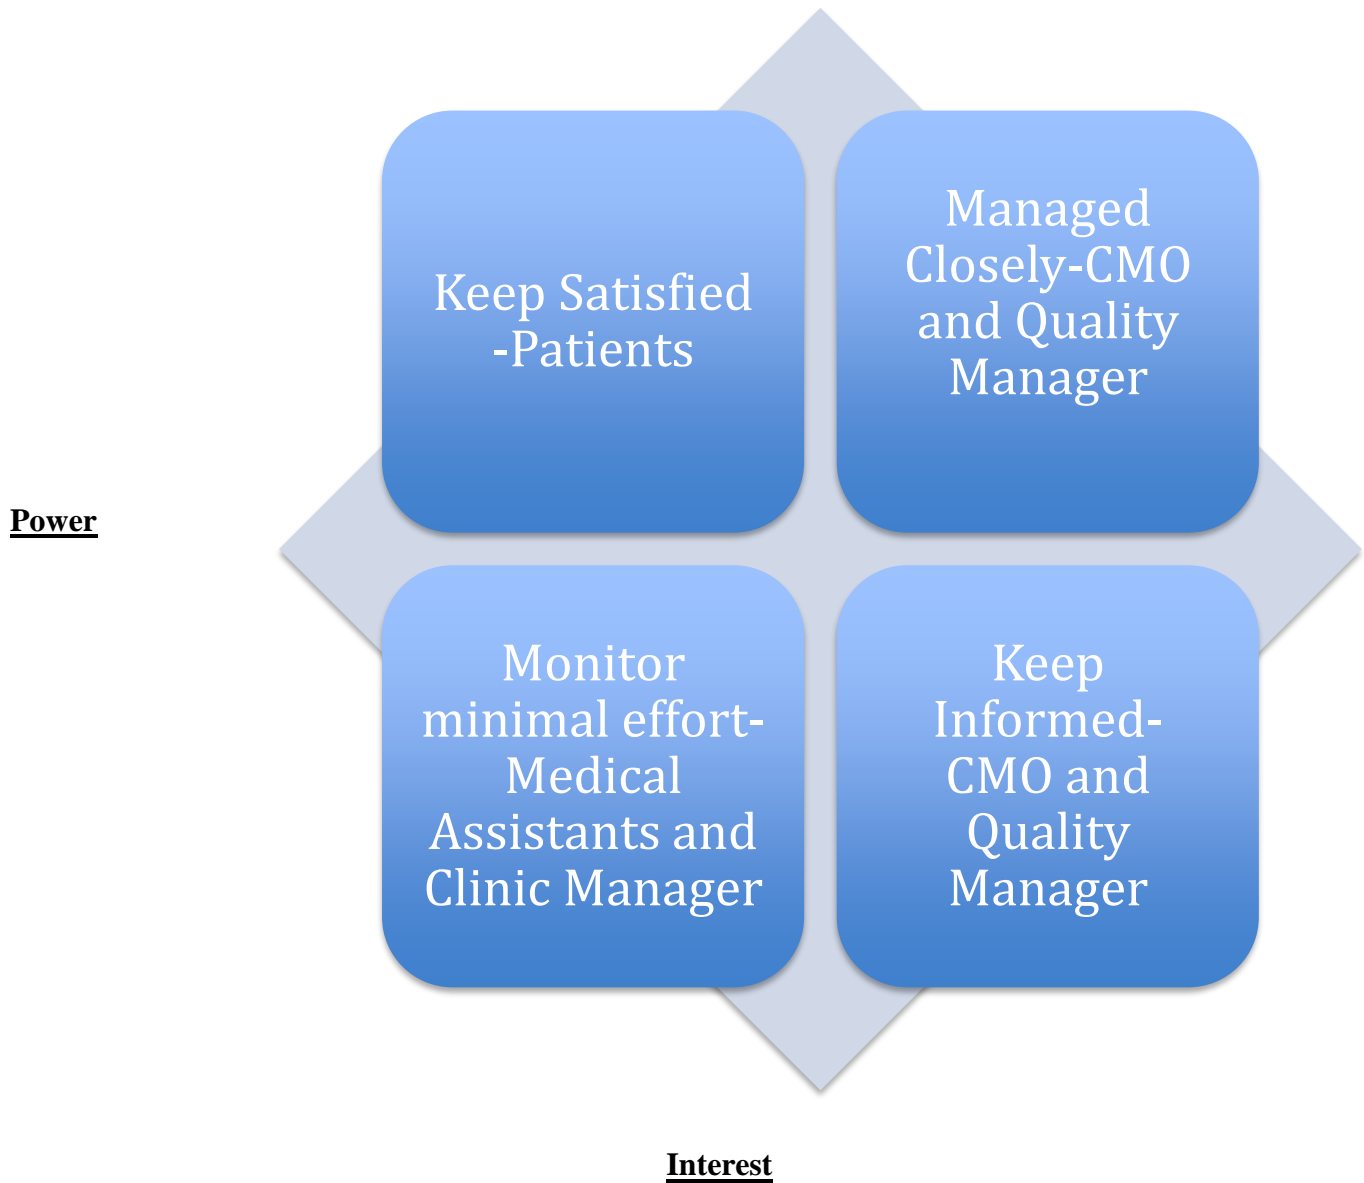 Keep Satisfied
-Patients
Managed
Closely-CMO
and Quality
Manager
Power
Monitor
minimal effort-
Medical
Assistants and
Clinic Manager
Keep
Informed-
CMO and
Quality
Manager
Interest